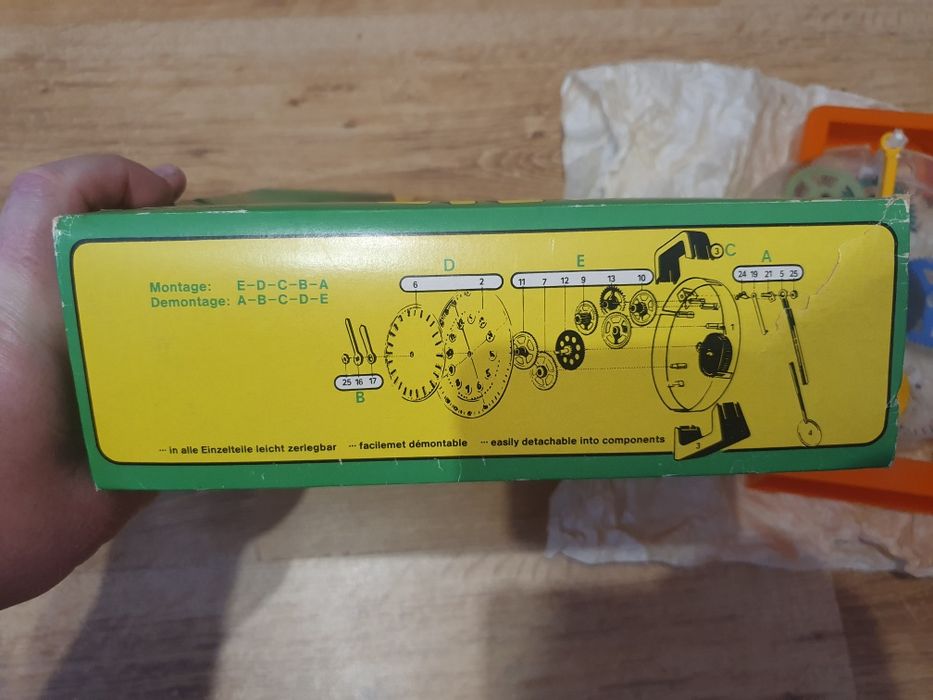 Montage: E-D-C-B-A
Demontage: A-B-C-D-E
D
6 2
E
11 7 12 9 13 10
3 C
A
24 19 21 5 25
1
25 16 17
B
3
4
··· in alle Einzelteile leicht zerlegbar ··· facilemet démontable ··· easily detachable into components